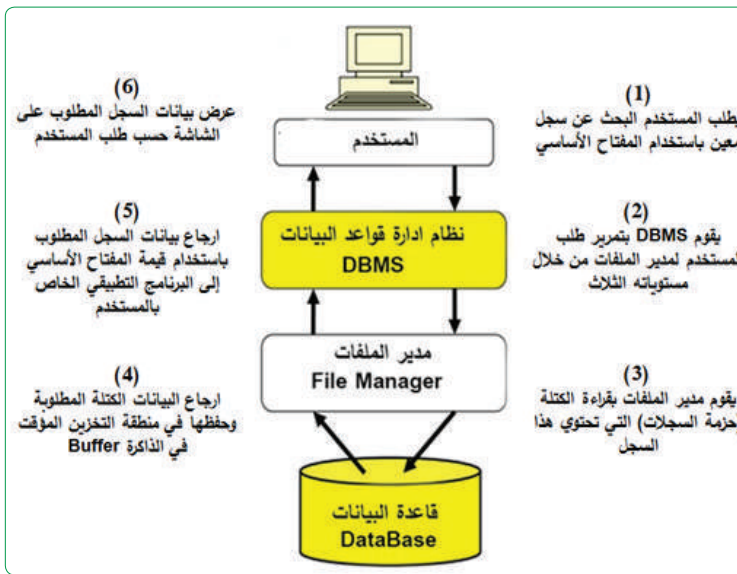 (1)
يطلب المستخدم البحث عن سجل
معين باستخدام المفتاح الأساسي
(2)
يقوم DBMS بتمرير طلب
المستخدم لمدير الملفات من خلال
مستوياته الثلاث
(3)
يقوم مدير الملفات بقراءة الكتلة
(حزمة السجلات) التي تحتوي هذا
السجل
المستخدم
نظام ادارة قواعد البيانات
DBMS
مدير الملفات
File Manager
قاعدة البيانات
DataBase
(6)
عرض بيانات السجل المطلوب على
الشاشة حسب طلب المستخدم
(5)
ارجاع بيانات السجل المطلوب
باستخدام قيمة المفتاح الأساسي
إلى البرنامج التطبيقي الخاص
بالمستخدم
(4)
ارجاع البيانات الكتلة المطلوبة
وحفظها في منطقة التخزين المؤقت
في الذاكرة Buffer